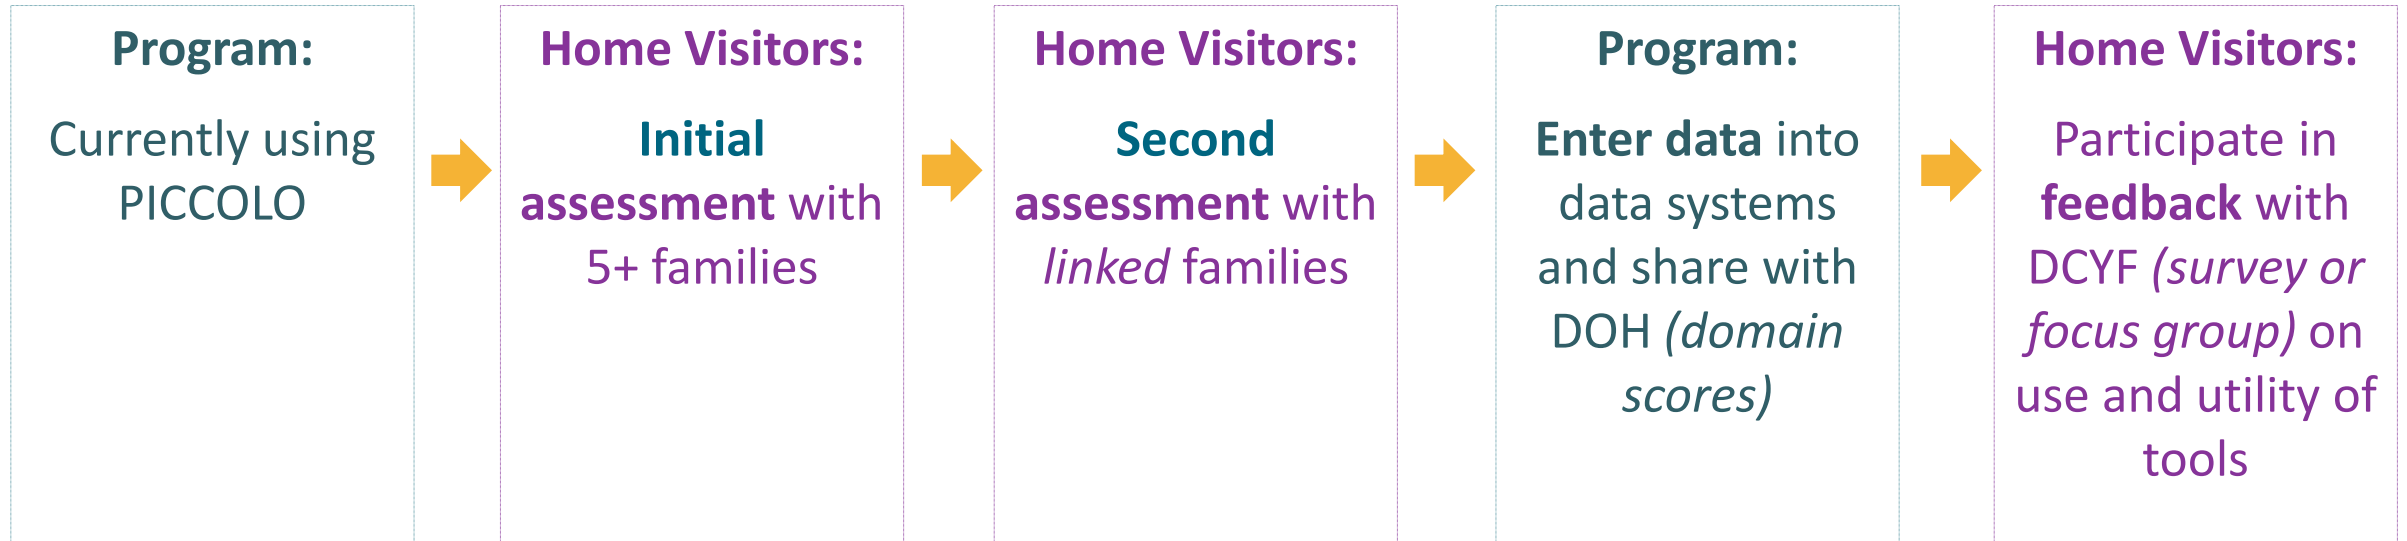 Program:
Currently using
PICCOLO
Home Visitors:
Initial
assessment with
5+ families
Home Visitors:
Second
assessment with
linked families
Program:
Enter data into
data systems
and share with
DOH (domain
scores)
Home Visitors:
Participate in
feedback with
DCYF (survey or
focus group) on
use and utility of
tools